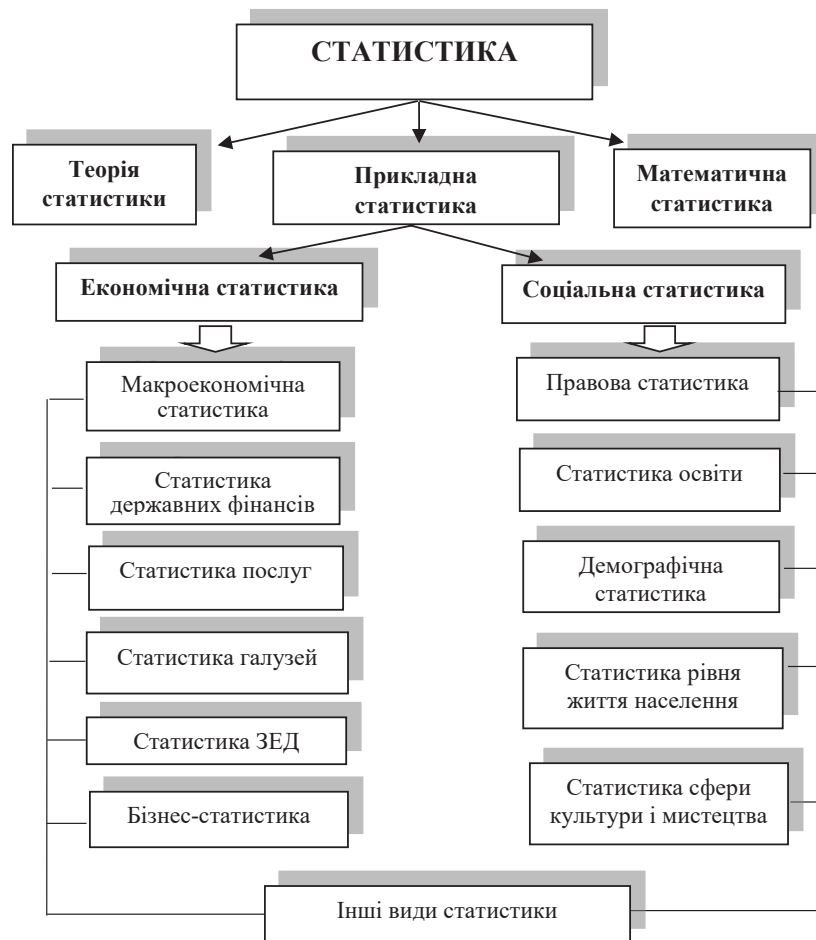 СТАТИСТИКА
Теорія
статистики
Прикладна
статистика
Математична
статистика
Економічна статистика
Соціальна статистика
Макроекономічна
статистика
Статистика
державних фінансів
Статистика послуг
Статистика галузей
Статистика ЗЕД
Бізнес-статистика
Правова статистика
Статистика освіти
Демографічна
статистика
Статистика рівня
життя населення
Статистика сфери
культури і мистецтва
Інші види статистики